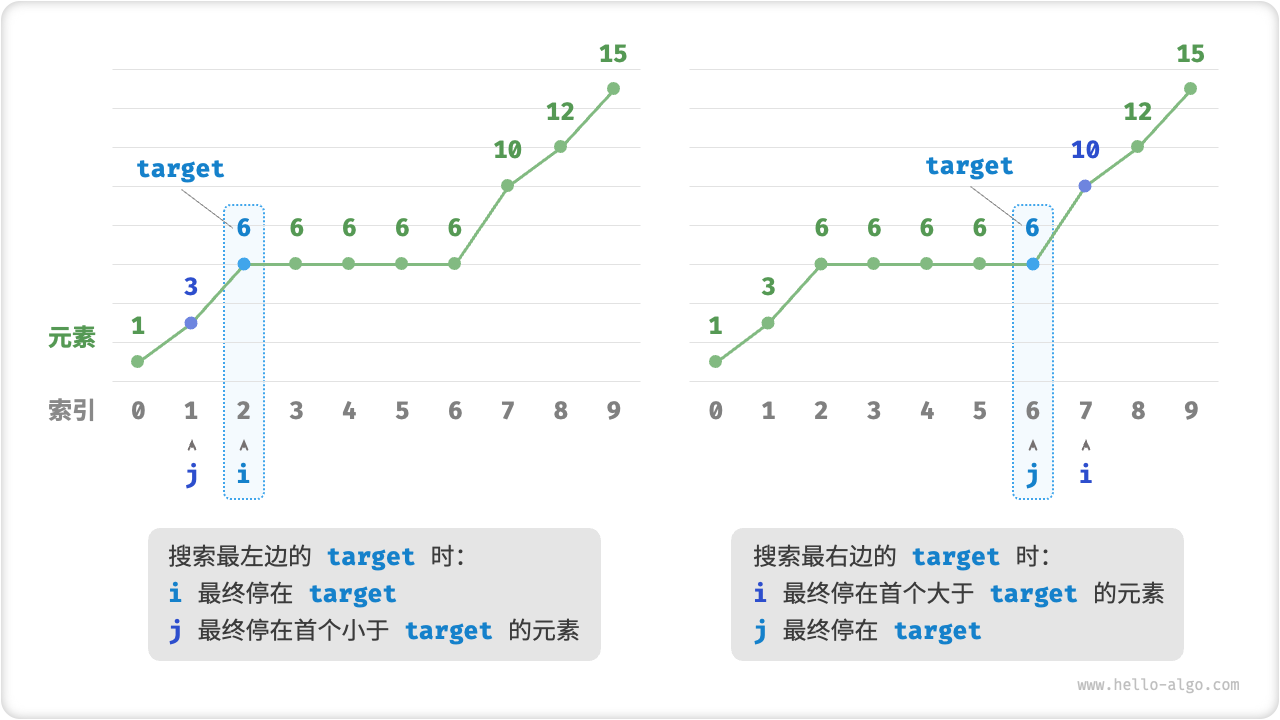 15
12
10
target
6 6 6 6 6
3
1
元素
索引 0 1 2 3 4 5 6 7 8 9
j i
搜索最左边的 target 时:
i 最终停在 target
j 最终停在首个小于 target 的元素
15
12
10
target
6 6 6 6 6
3
1
0 1 2 3 4 5 6 7 8 9
j i
搜索最右边的 target 时:
i 最终停在首个大于 target 的元素
j 最终停在 target
www.hello-algo.com